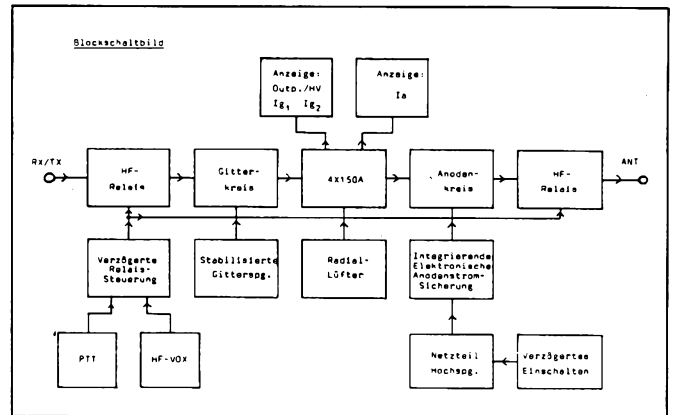 Blockschaltbild
Anzeige:
Outp./HV
Ig1 Ig2
Anzeige:
Ia
RX/TX
HF-
Relais
Gitter-
kreis
4X150A
Anoden-
kreis
HF-
Relais
ANT
Verzögerte
Relais-
Steuerung
Stabilisierte
Gitterspg.
Radial-
Lüfter
Integrierende
Elektronische
Anodenstrom-
Sicherung
PTT
HF-VOX
Netzteil
Hochspg.
Verzögertes
Einschalten